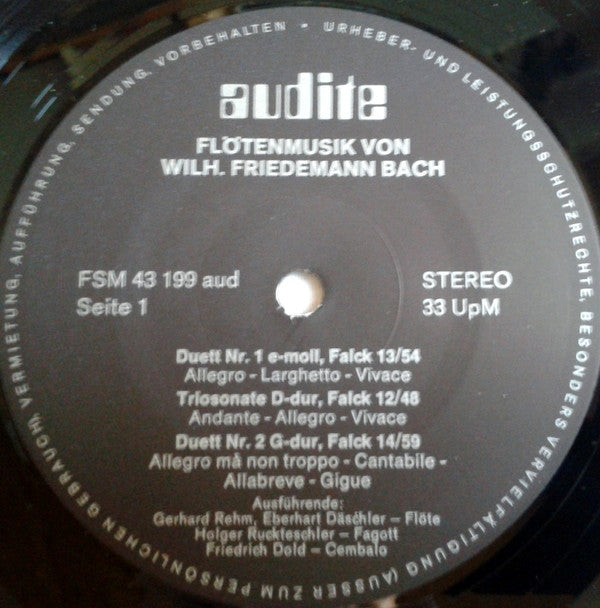 URHEBER- UND LEISTUNGSSCHUTZRECHTE, BESONDERS VERVIELFÄLTIGUNG (AUSSER ZUM PERSÖNLICHEN GEBRAUCH), VERMIETUNG, AUFFÜHRUNG, SENDUNG, VORBEHALTEN -
audite
FLÖTENMUSIK VON
WILH. FRIEDEMANN BACH
FSM 43 199 aud
Seite 1
STEREO
33 UpM
Duett Nr. 1 e-moll, Falck 13/54
Allegro - Larghetto - Vivace
Triosonate D-dur, Falck 12/48
Andante - Allegro - Vivace
Duett Nr. 2 G-dur, Falck 14/59
Allegro må non troppo - Cantabile -
Allabreve - Gigue
Ausführende:
Gerhard Rehm, Eberhart Däschler – Flöte
Holger Ruckteschler – Fagott
Friedrich Dold – Cembalo